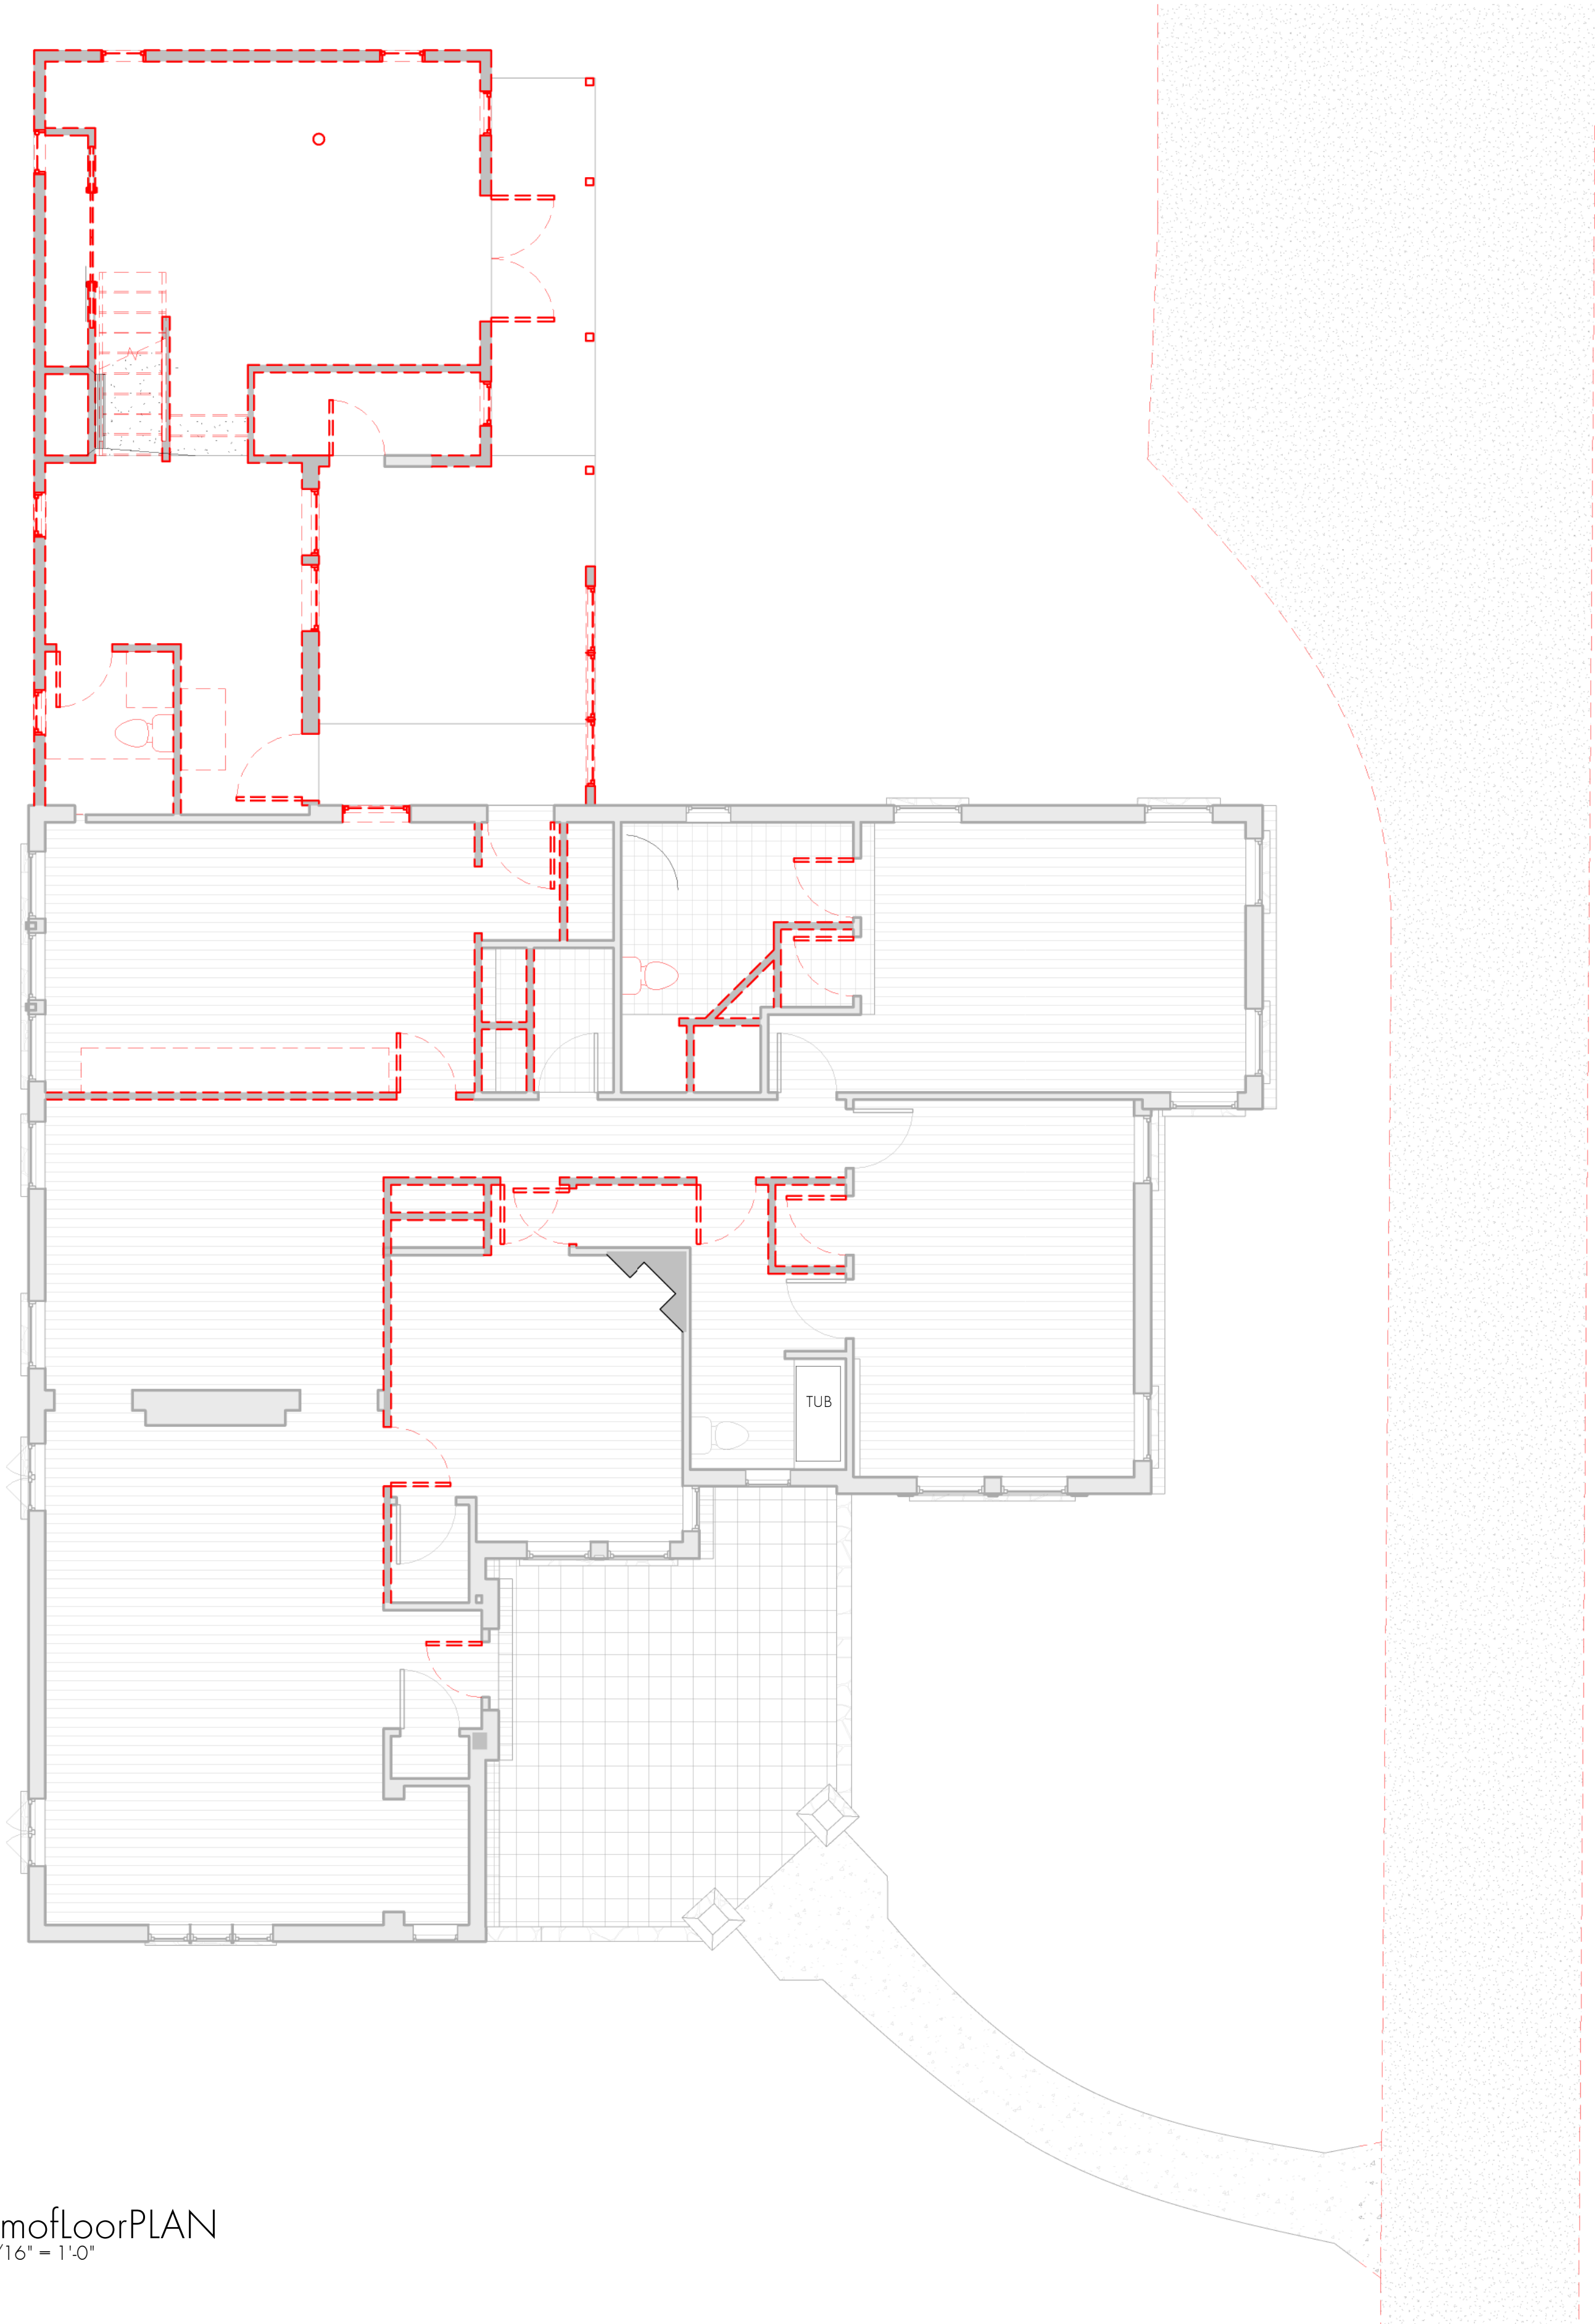 TUB
mofLoorPLAN
/16" = 1'-0"